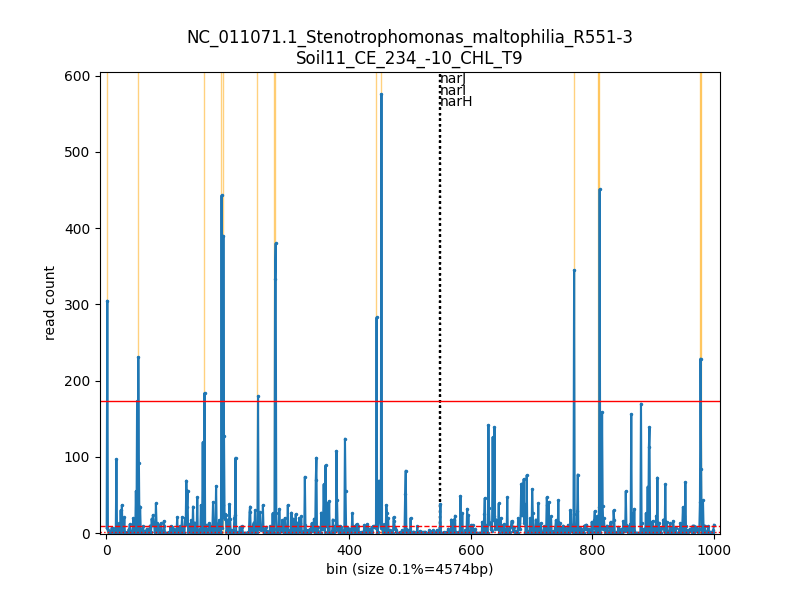 NC_011071.1_Stenotrophomonas_maltophilia_R551-3
Soil11_CE_234_-10_CHL_T9
600
500
400
300
200
100
0
read count
narJ
narI
narH
0
200
400
600
800
1000
bin (size 0.1%=4574bp)